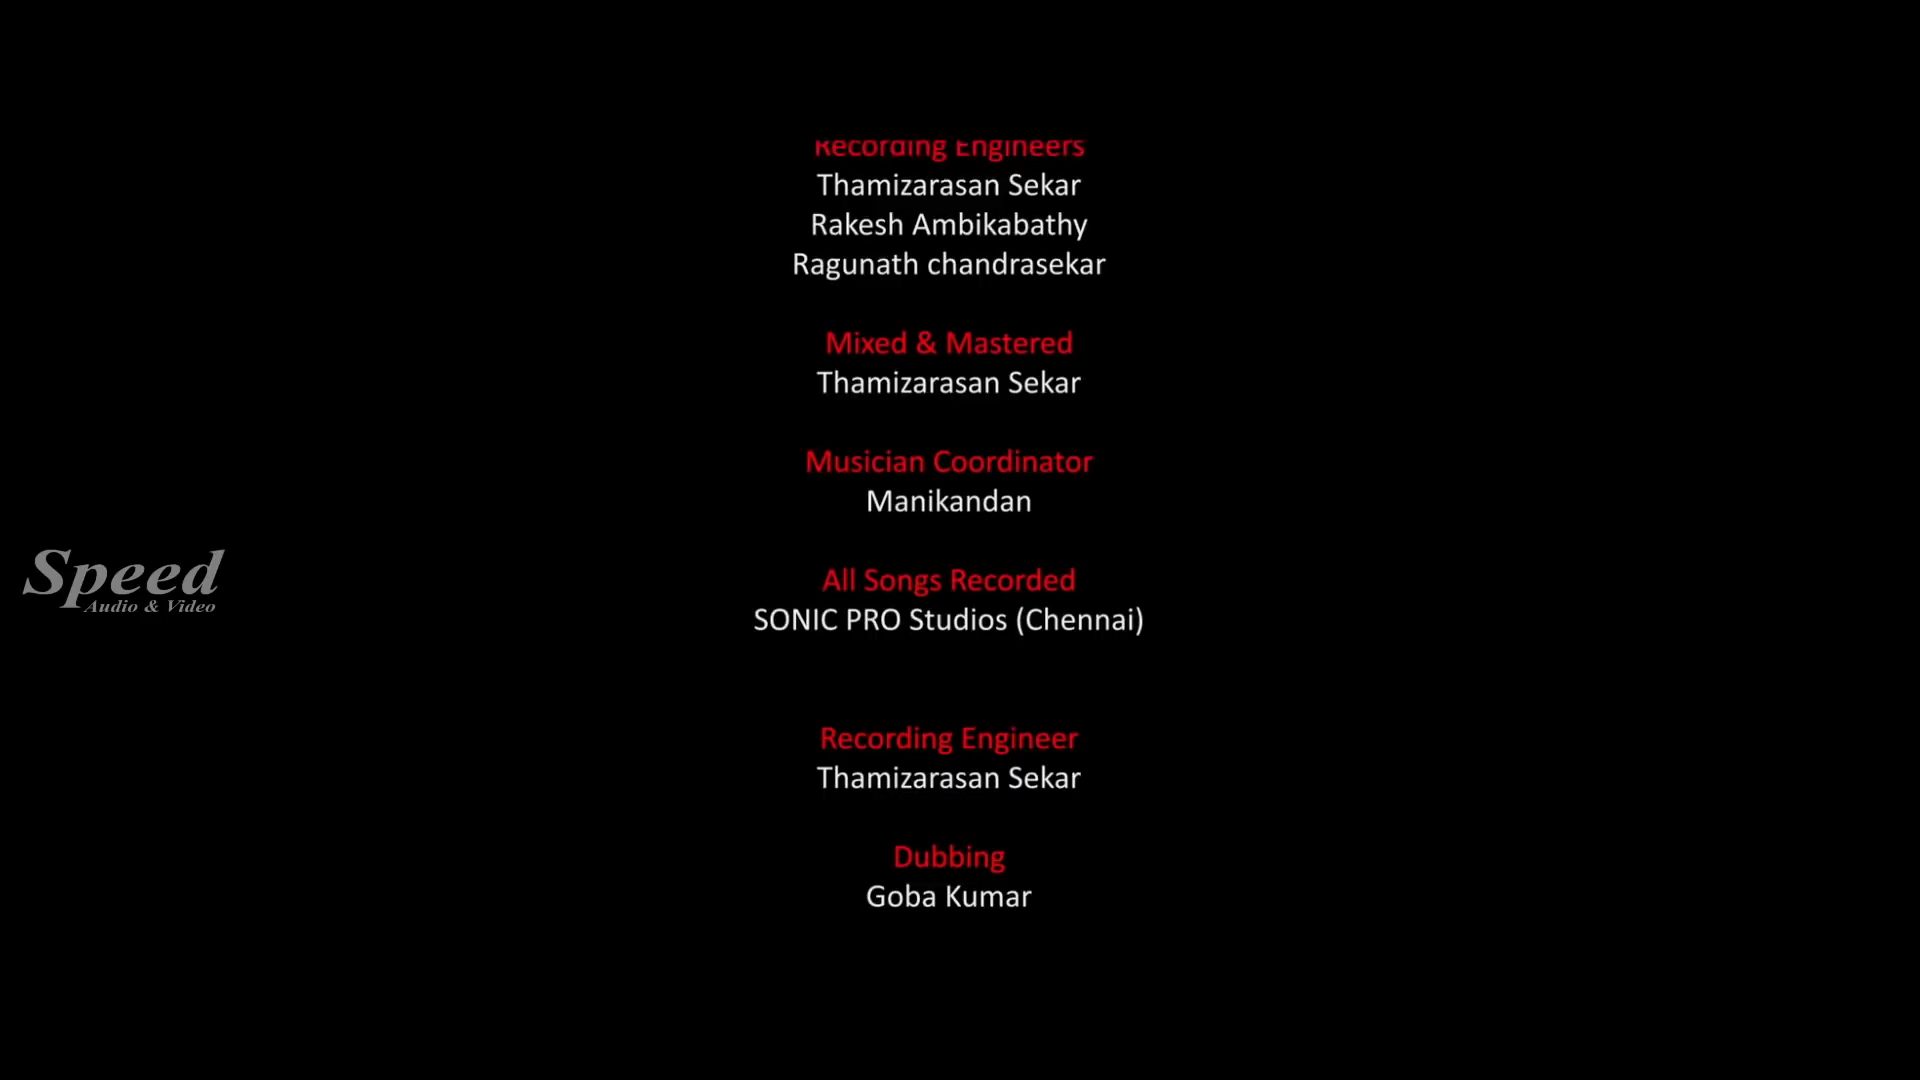 Recording Engineers
Thamizarasan Sekar
Rakesh Ambikabathy
Ragunath chandrasekar
Mixed & Mastered
Thamizarasan Sekar
Musician Coordinator
Manikandan
All Songs Recorded
SONIC PRO Studios (Chennai)
Speed
Audio & Video
Recording Engineer
Thamizarasan Sekar
Dubbing
Goba Kumar